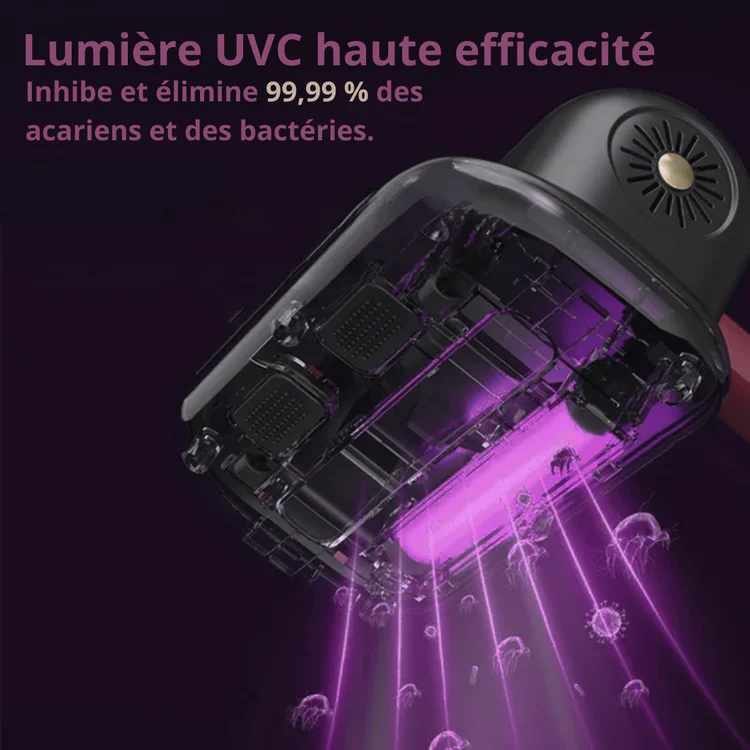 Lumière UVC haute efficacité
Inhibe et élimine 99,99 % des
acariens et des bactéries.